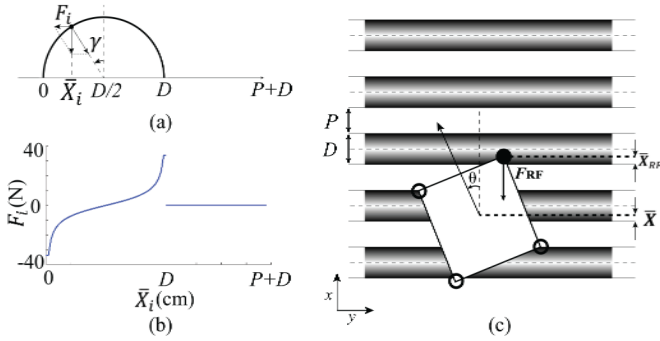 F_i
γ
0 X̄_i D/2 D P+D
(a)
40
0
-40
F_i(N)
0 D P+D
X̄_i(cm)
(b)
P
D
θ
F_RF
X̄_RF
X̄
x
y
(c)